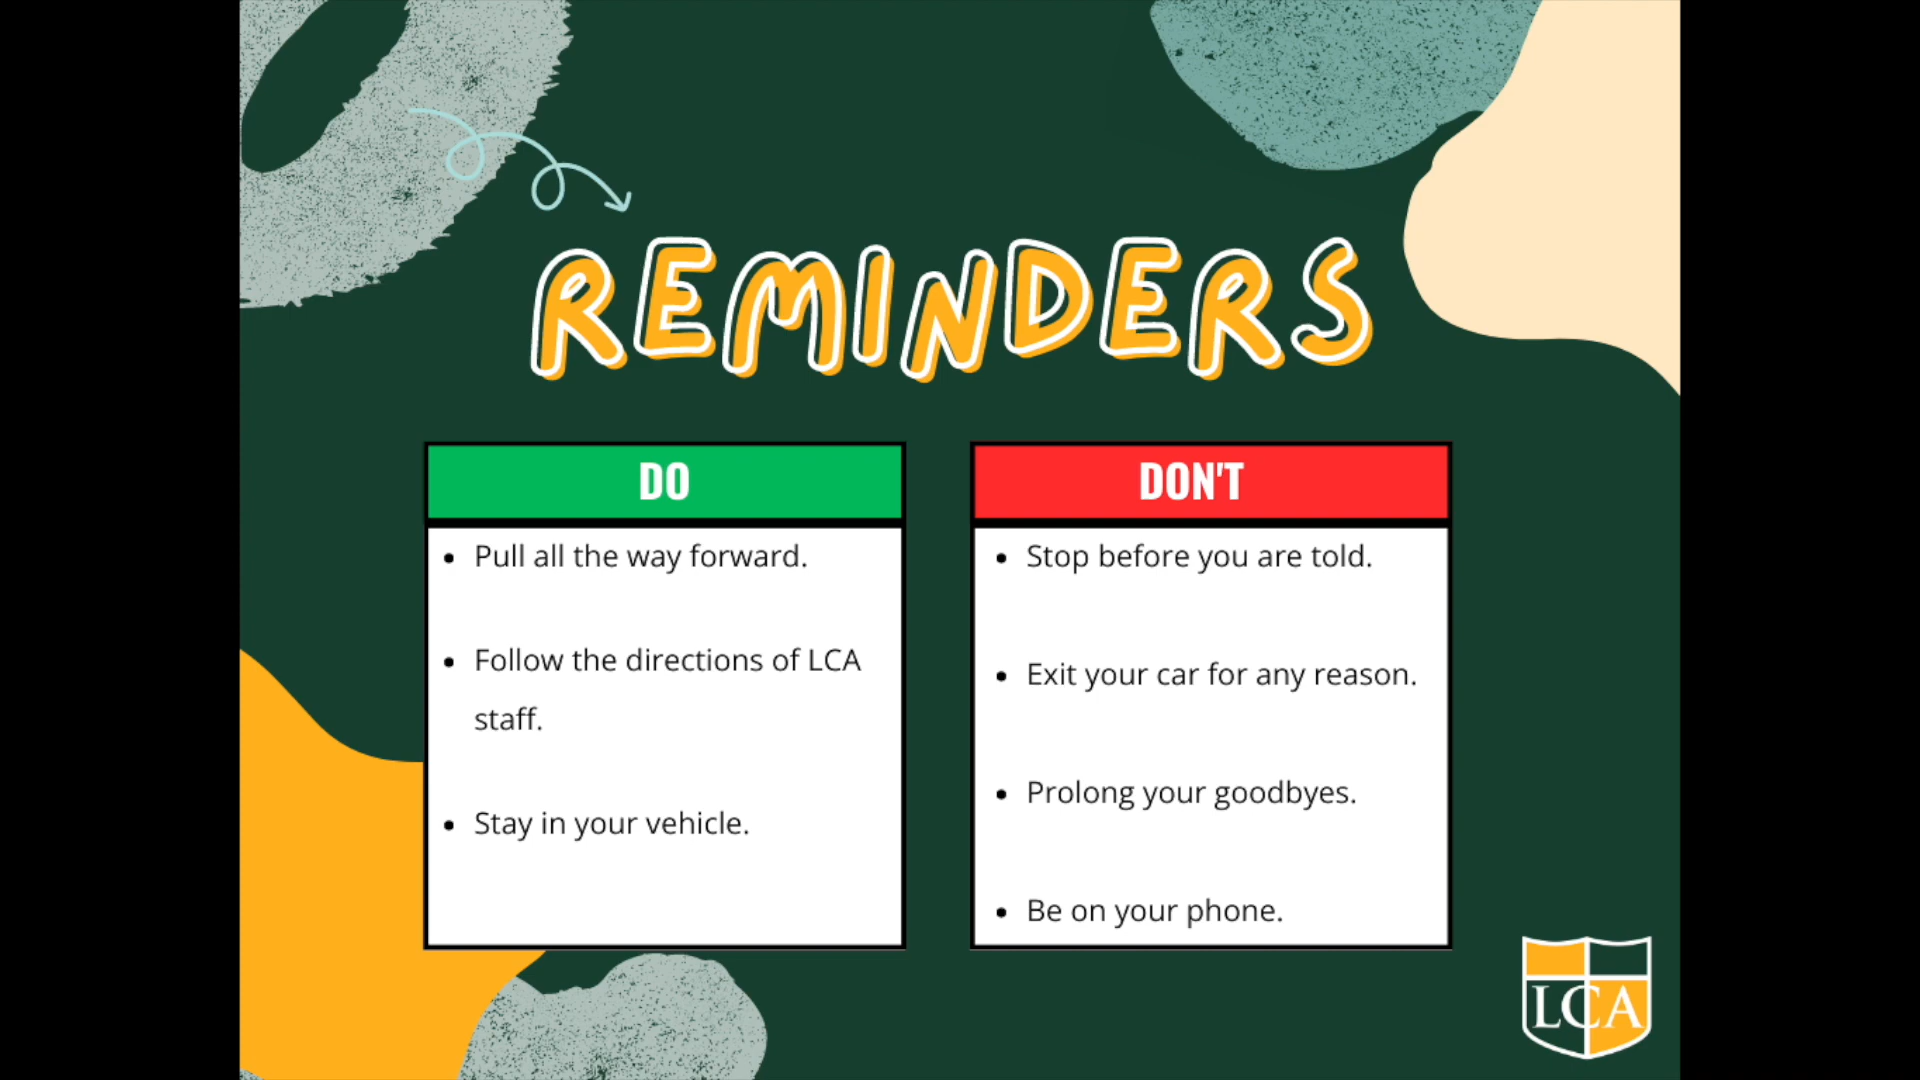 REMINDERS
DO
• Pull all the way forward.
• Follow the directions of LCA
staff.
• Stay in your vehicle.
DON'T
• Stop before you are told.
• Exit your car for any reason.
• Prolong your goodbyes.
• Be on your phone.
LCA